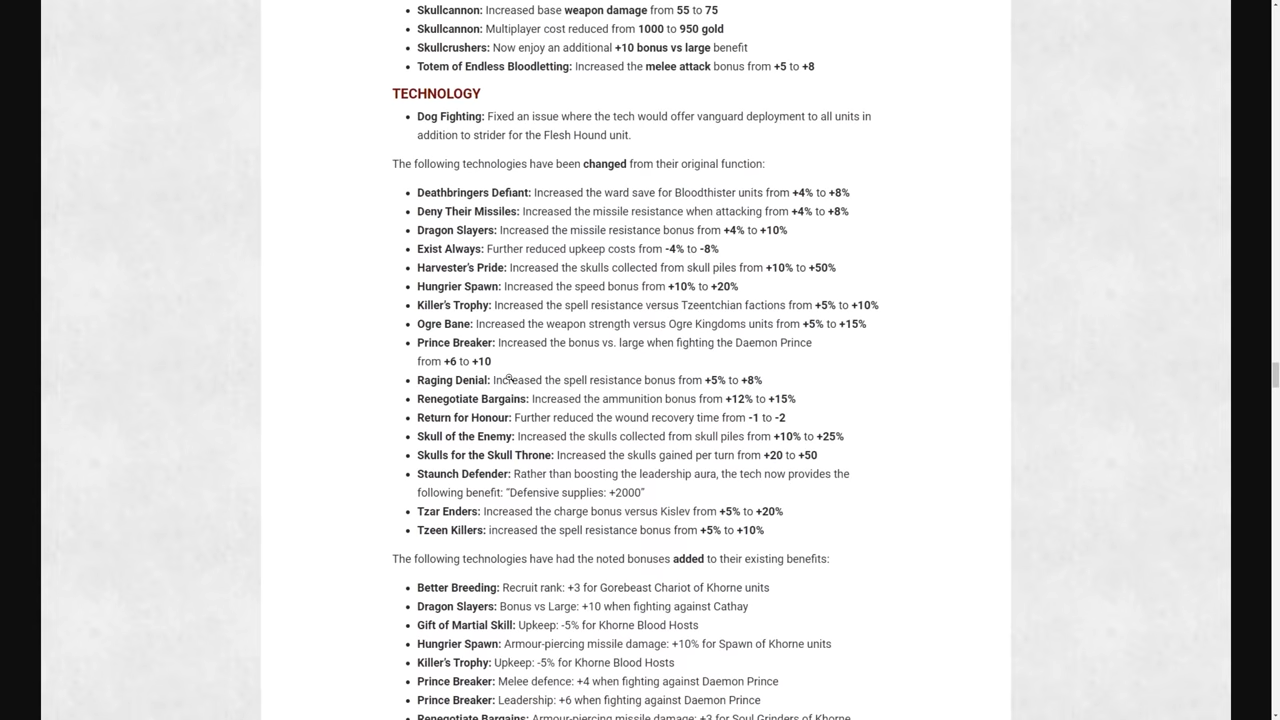 Skullcannon: Increased base weapon damage from 55 to 75
Skullcannon: Multiplayer cost reduced from 1000 to 950 gold
Skullcrushers: Now enjoy an additional +10 bonus vs large benefit
Totem of Endless Bloodletting: Increased the melee attack bonus from +5 to +8
TECHNOLOGY
Dog Fighting: Fixed an issue where the tech would offer vanguard deployment to all units in
addition to strider for the Flesh Hound unit.
The following technologies have been changed from their original function:
Deathbringers Defiant: Increased the ward save for Bloodthister units from +4% to +8%
Deny Their Missiles: Increased the missile resistance when attacking from +4% to +8%
Dragon Slayers: Increased the missile resistance bonus from +4% to +10%
Exist Always: Further reduced upkeep costs from -4% to -8%
Harvester’s Pride: Increased the skulls collected from skull piles from +10% to +50%
Hungrier Spawn: Increased the speed bonus from +10% to +20%
Killer’s Trophy: Increased the spell resistance versus Tzeentchian factions from +5% to +10%
Ogre Bane: Increased the weapon strength versus Ogre Kingdoms units from +5% to +15%
Prince Breaker: Increased the bonus vs. large when fighting the Daemon Prince
from +6 to +10
Raging Denial: Increased the spell resistance bonus from +5% to +8%
Renegotiate Bargains: Increased the ammunition bonus from +12% to +15%
Return for Honour: Further reduced the wound recovery time from -1 to -2
Skull of the Enemy: Increased the skulls collected from skull piles from +10% to +25%
Skulls for the Skull Throne: Increased the skulls gained per turn from +20 to +50
Staunch Defender: Rather than boosting the leadership aura, the tech now provides the
following benefit: “Defensive supplies: +2000”
Tzar Enders: Increased the charge bonus versus Kislev from +5% to +20%
Tzeen Killers: increased the spell resistance bonus from +5% to +10%
The following technologies have had the noted bonuses added to their existing benefits:
Better Breeding: Recruit rank: +3 for Gorebeast Chariot of Khorne units
Dragon Slayers: Bonus vs Large: +10 when fighting against Cathay
Gift of Martial Skill: Upkeep: -5% for Khorne Blood Hosts
Hungrier Spawn: Armour-piercing missile damage: +10% for Spawn of Khorne units
Killer’s Trophy: Upkeep: -5% for Khorne Blood Hosts
Prince Breaker: Melee defence: +4 when fighting against Daemon Prince
Prince Breaker: Leadership: +6 when fighting against Daemon Prince
Renegotiate Bargains: Armour-piercing missile damage: +3 for Soul Grinders of Khorne